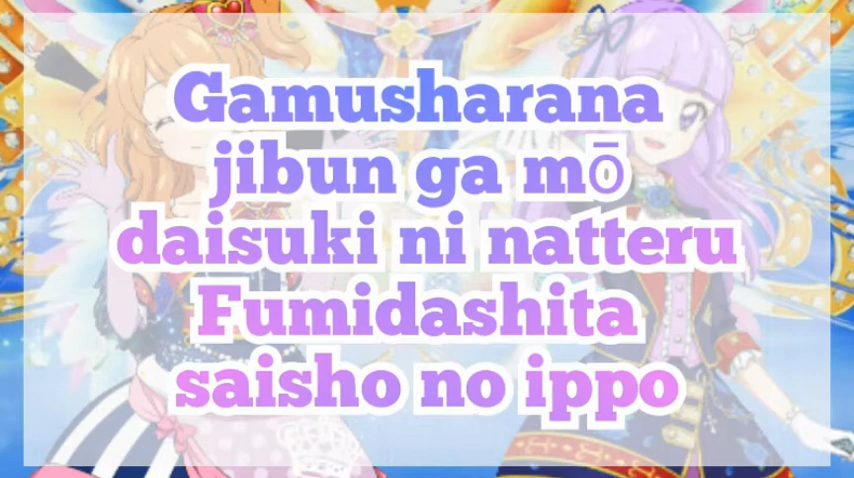 Gamusharana
jibun ga mō
daisuki ni natteru
Fumidashita
saisho no ippo